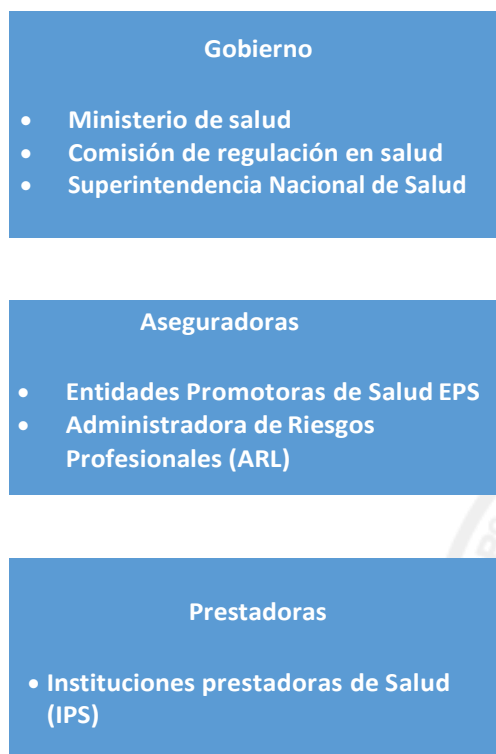 Gobierno
• Ministerio de salud
• Comisión de regulación en salud
• Superintendencia Nacional de Salud
Aseguradoras
• Entidades Promotoras de Salud EPS
• Administradora de Riesgos
Profesionales (ARL)
Prestadoras
• Instituciones prestadoras de Salud
(IPS)